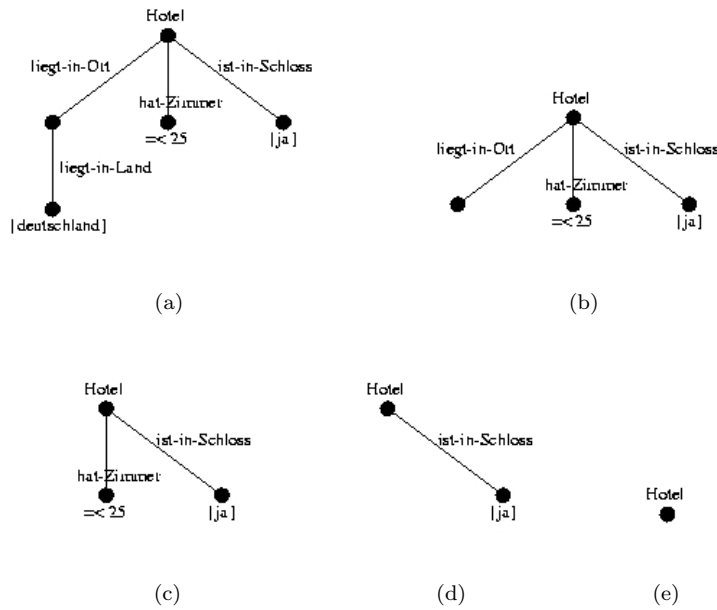 Hotel
liegt-in-Ort
ist-in-Schloss
hat-Zimmer
=< 25
[ja]
liegt-in-Land
[deutschland]
(a)
Hotel
liegt-in-Ort
ist-in-Schloss
hat-Zimmer
=< 25
[ja]
(b)
Hotel
ist-in-Schloss
hat-Zimmer
=< 25
[ja]
(c)
Hotel
ist-in-Schloss
[ja]
(d)
Hotel
(e)